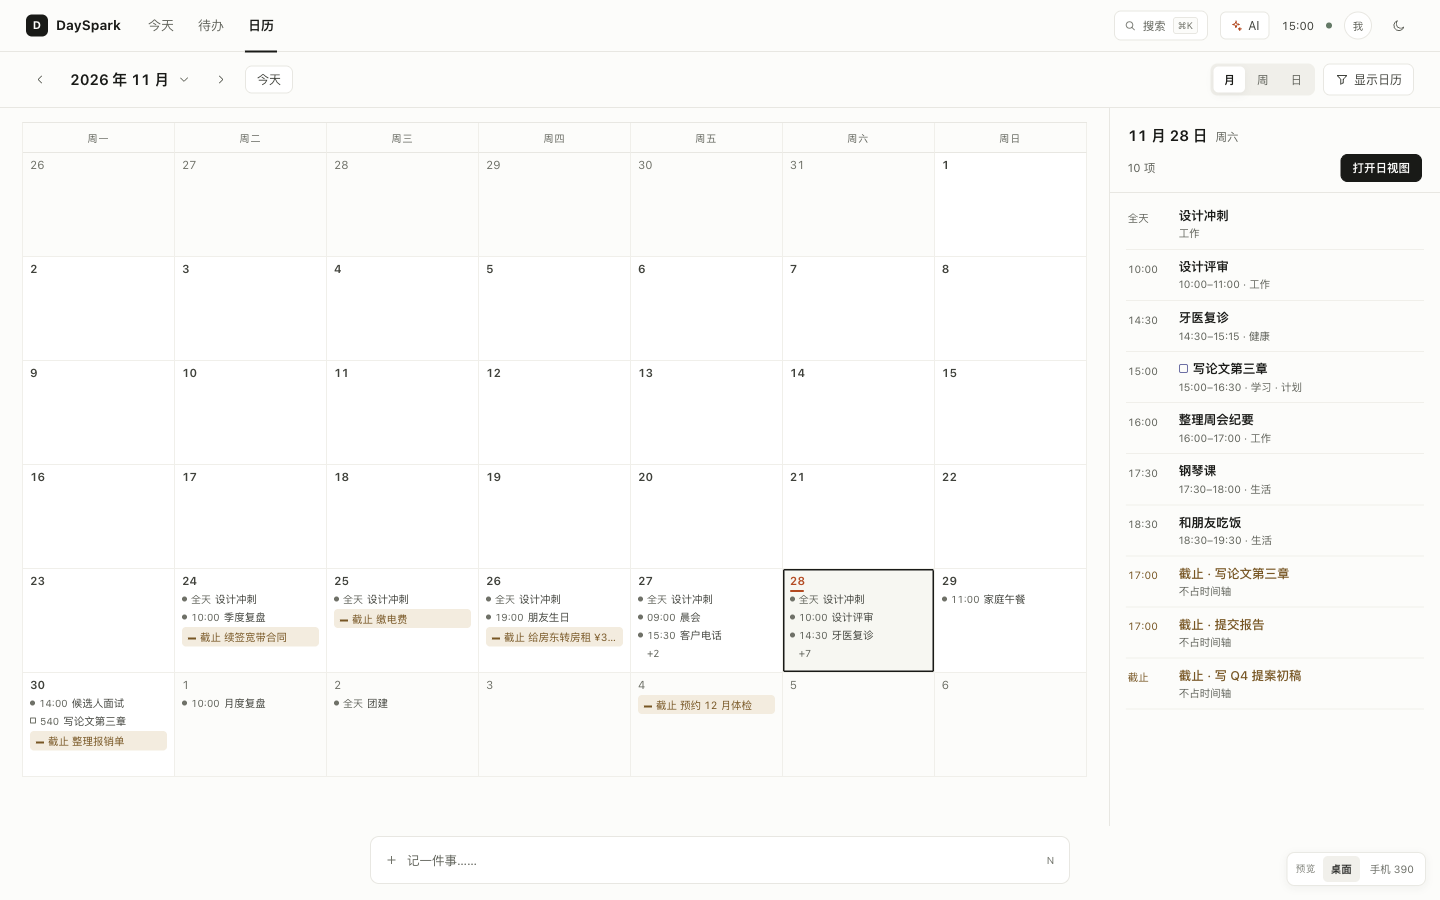 D DaySpark 今天 待办 日历 搜索 ⌘K AI 15:00 我
2026 年 11 月 今天 月 周 日 显示日历
周一 周二 周三 周四 周五 周六 周日
26 27 28 29 30 31 1
2 3 4 5 6 7 8
9 10 11 12 13 14 15
16 17 18 19 20 21 22
23
24
全天 设计冲刺
10:00 季度复盘
截止 续签宽带合同
25
全天 设计冲刺
截止 缴电费
26
全天 设计冲刺
19:00 朋友生日
截止 给房东转房租 ¥3...
27
全天 设计冲刺
09:00 晨会
15:30 客户电话
+2
28
全天 设计冲刺
10:00 设计评审
14:30 牙医复诊
+7
29
11:00 家庭午餐
30
14:00 候选人面试
540 写论文第三章
截止 整理报销单
1
10:00 月度复盘
2
全天 团建
3
4
截止 预约 12 月体检
5
6
11 月 28 日 周六
10 项 打开日视图
全天 设计冲刺
工作
10:00 设计评审
10:00–11:00 · 工作
14:30 牙医复诊
14:30–15:15 · 健康
15:00 写论文第三章
15:00–16:30 · 学习 · 计划
16:00 整理周会纪要
16:00–17:00 · 工作
17:30 钢琴课
17:30–18:00 · 生活
18:30 和朋友吃饭
18:30–19:30 · 生活
17:00 截止 · 写论文第三章
不占时间轴
17:00 截止 · 提交报告
不占时间轴
截止 截止 · 写 Q4 提案初稿
不占时间轴
+ 记一件事…… N
预览 桌面 手机 390